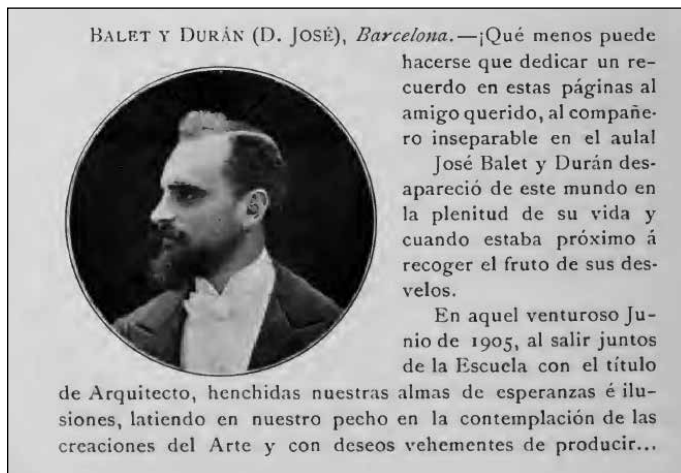 BALET Y DURÁN (D. JOSÉ), Barcelona.—¡Qué menos puede
hacerse que dedicar un re-
cuerdo en estas páginas al
amigo querido, al compañe-
ro inseparable en el aula!
José Balet y Durán des-
apareció de este mundo en
la plenitud de su vida y
cuando estaba próximo á
recoger el fruto de sus des-
velos.
En aquel venturoso Ju-
nio de 1905, al salir juntos
de la Escuela con el título
de Arquitecto, henchidas nuestras almas de esperanzas é ilu-
siones, latiendo en nuestro pecho en la contemplación de las
creaciones del Arte y con deseos vehementes de producir...